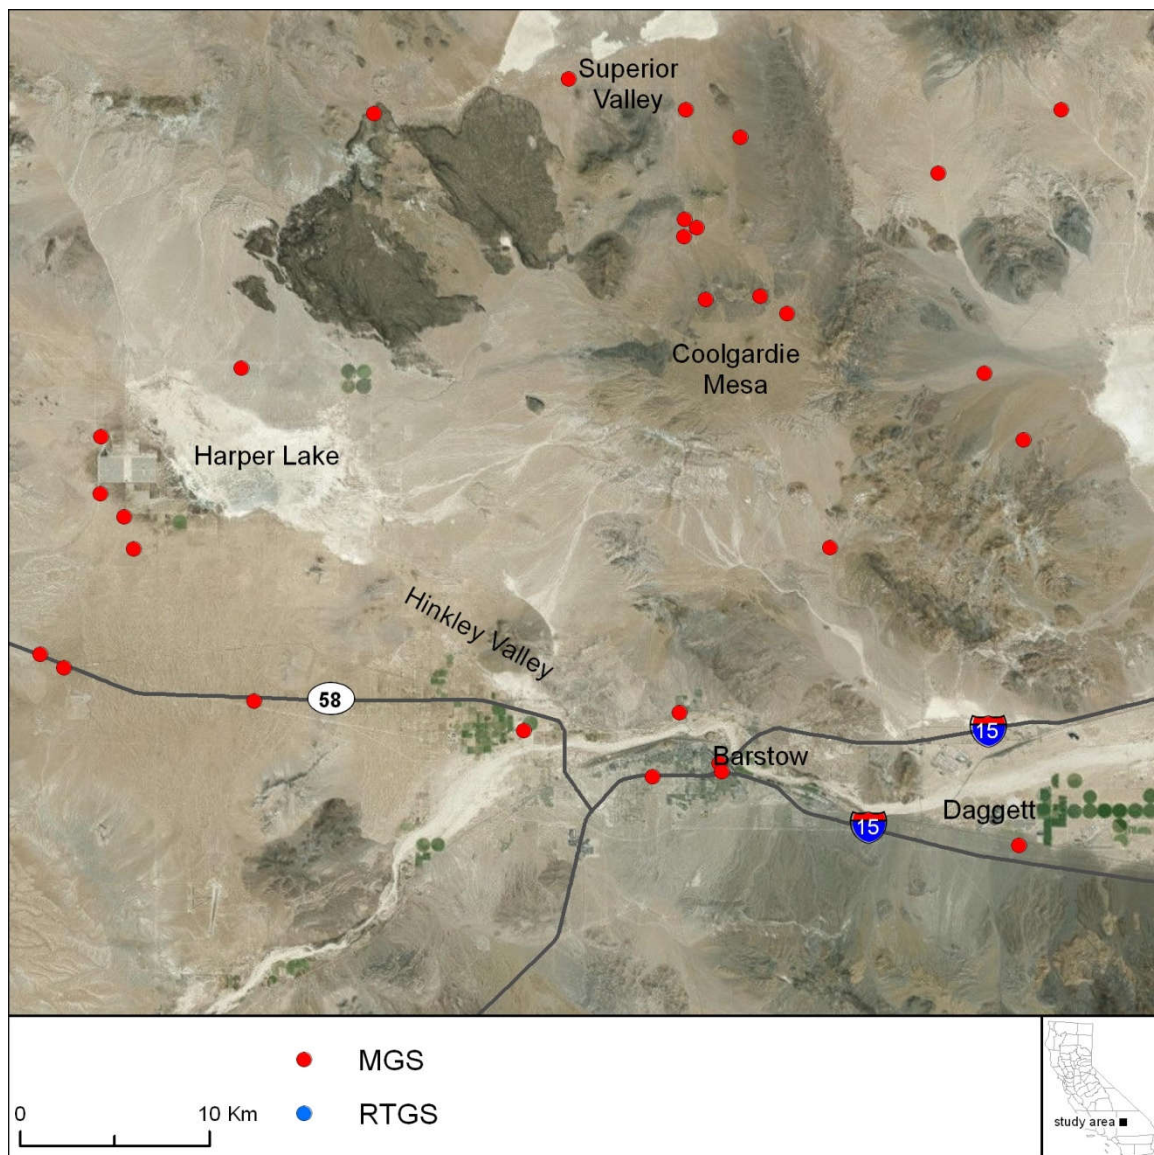 Superior
Valley
Coolgardie
Mesa
Harper Lake
Hinkley Valley
58
15
Barstow
Daggett
15
MGS
RTGS
0 10 Km
study area